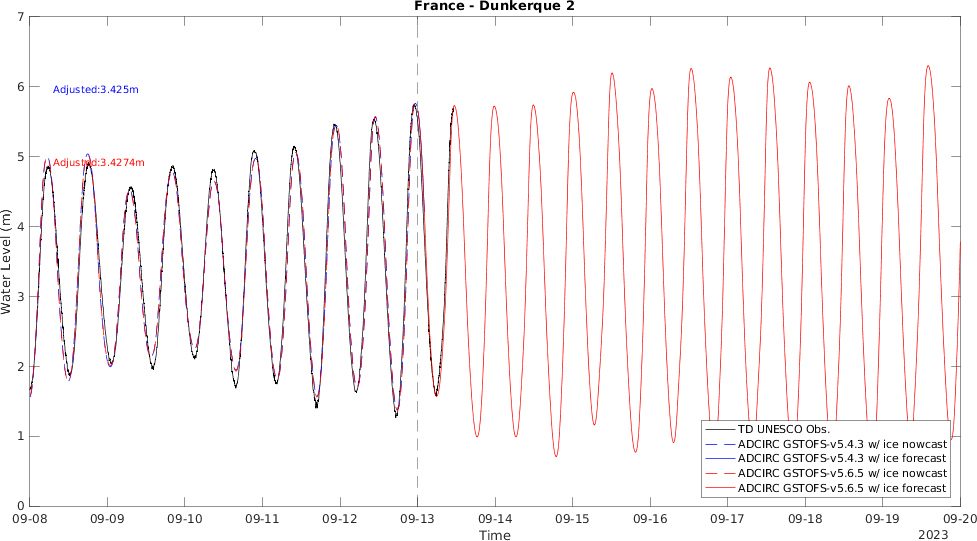 France - Dunkerque 2
7
6
5
4
3
2
1
0
Water Level (m)
Adjusted:3.425m
Adjusted:3.4274m
TD UNESCO Obs.
ADCIRC GSTOFS-v5.4.3 w/ ice nowcast
ADCIRC GSTOFS-v5.4.3 w/ ice forecast
ADCIRC GSTOFS-v5.6.5 w/ ice nowcast
ADCIRC GSTOFS-v5.6.5 w/ ice forecast
09-08 09-09 09-10 09-11 09-12 09-13 09-14 09-15 09-16 09-17 09-18 09-19 09-20
Time
2023